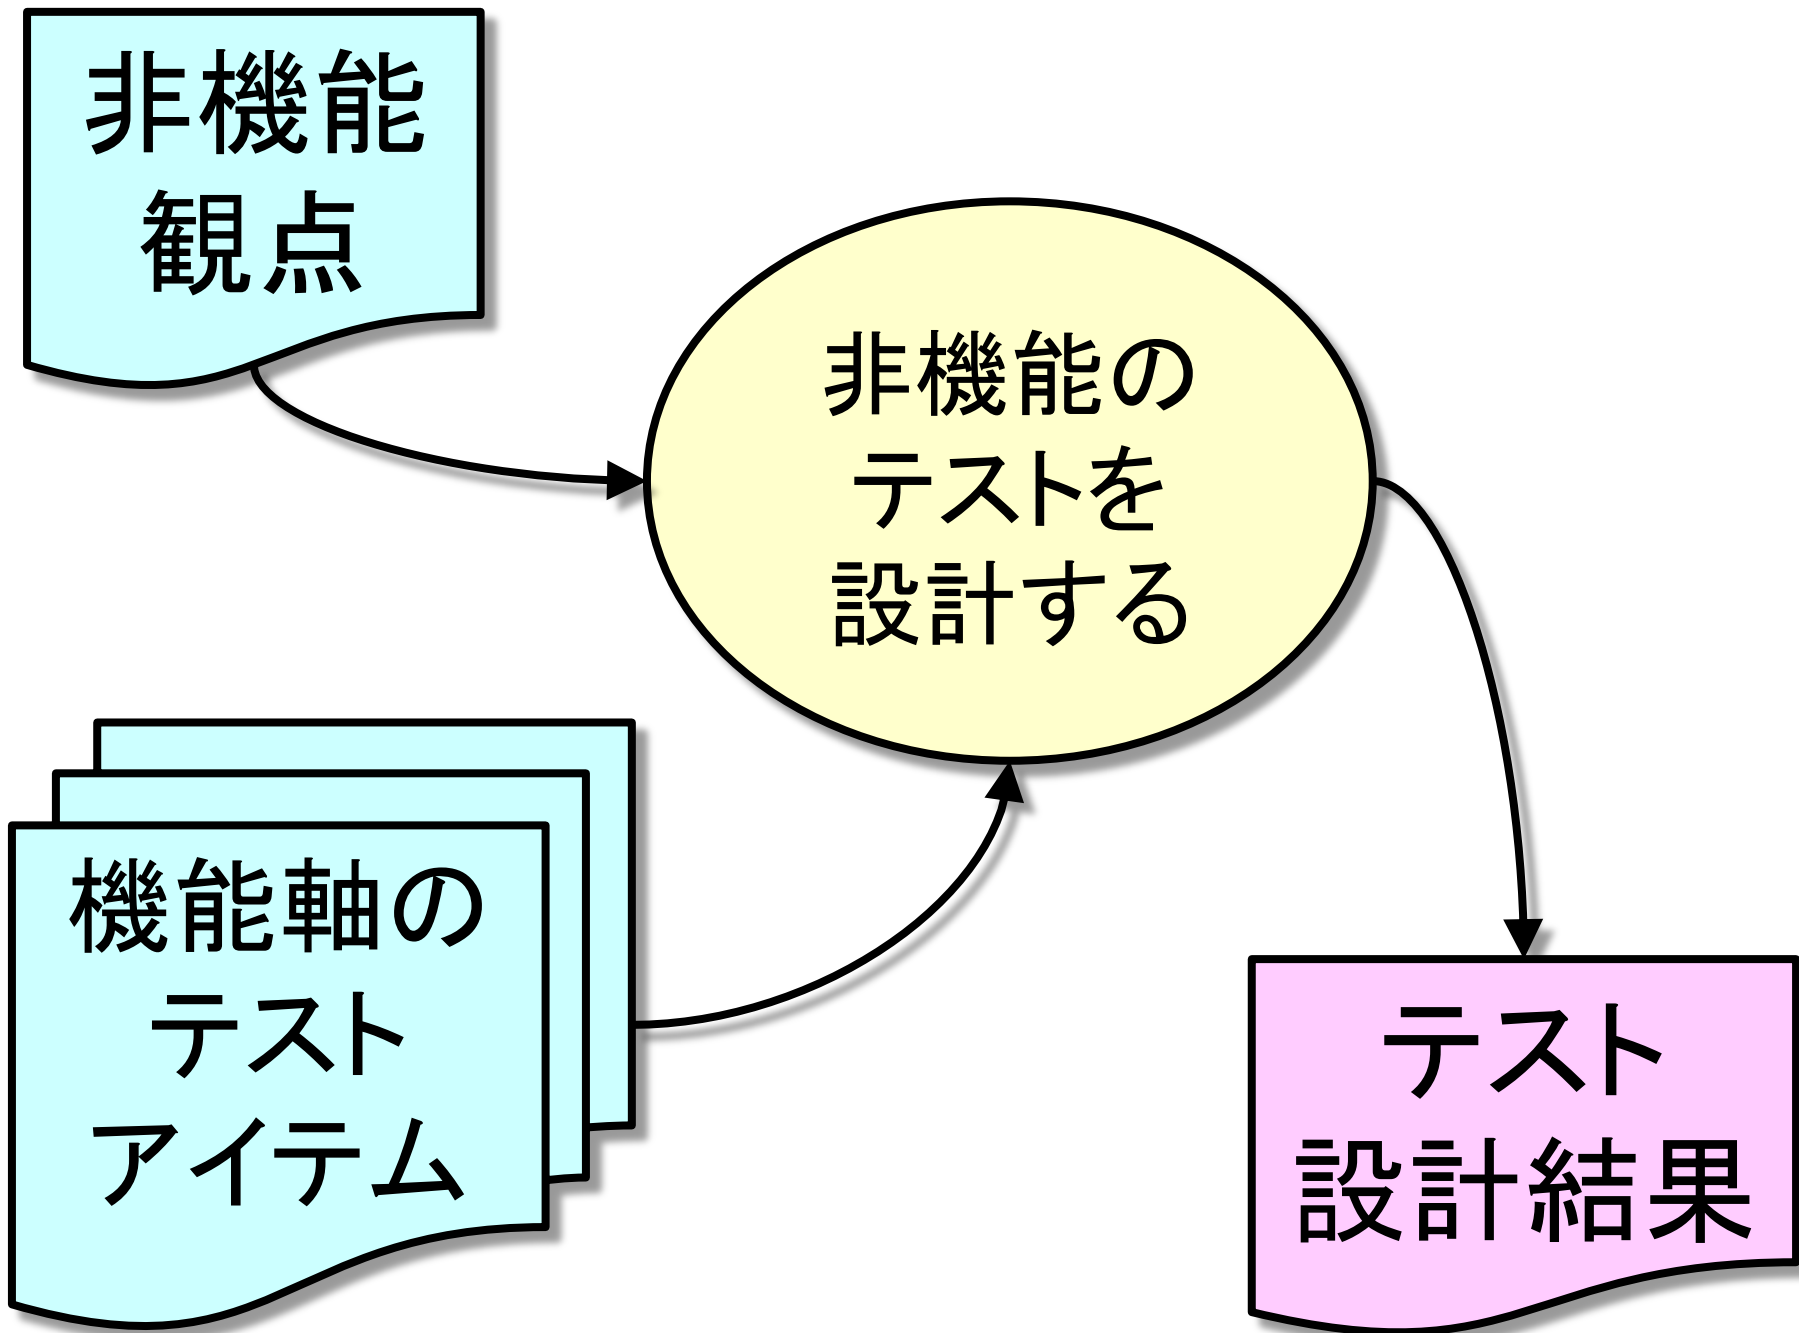 非機能
観点
非機能の
テストを
設計する
機能軸の
テスト
アイテム
テスト
設計結果